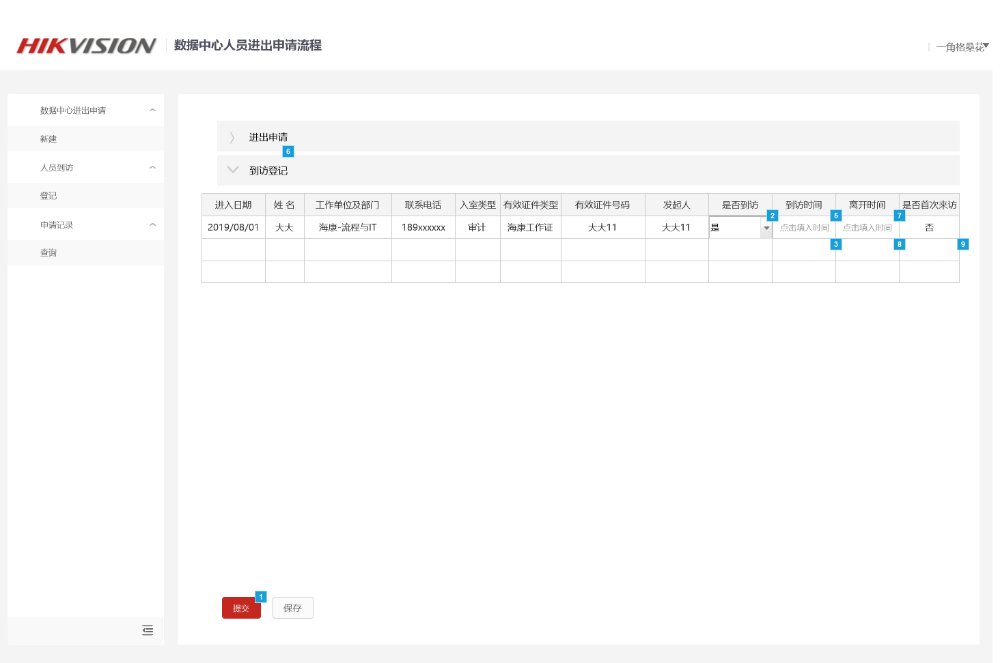 HIKVISION 数据中心人员进出申请流程
一角格桑花
数据中心进出申请
新建
人员到访
登记
申请记录
查询
进出申请
6
到访登记
进入日期 姓 名 工作单位及部门 联系电话 入室类型 有效证件类型 有效证件号码 发起人 是否到访 到访时间 离开时间 是否首次来访
2 5 7
2019/08/01 大大 海康-流程与IT 189xxxxxx 审计 海康工作证 大大11 大大11 是 点击填入时间 点击填入时间 否
3 8 9
1
提交 保存